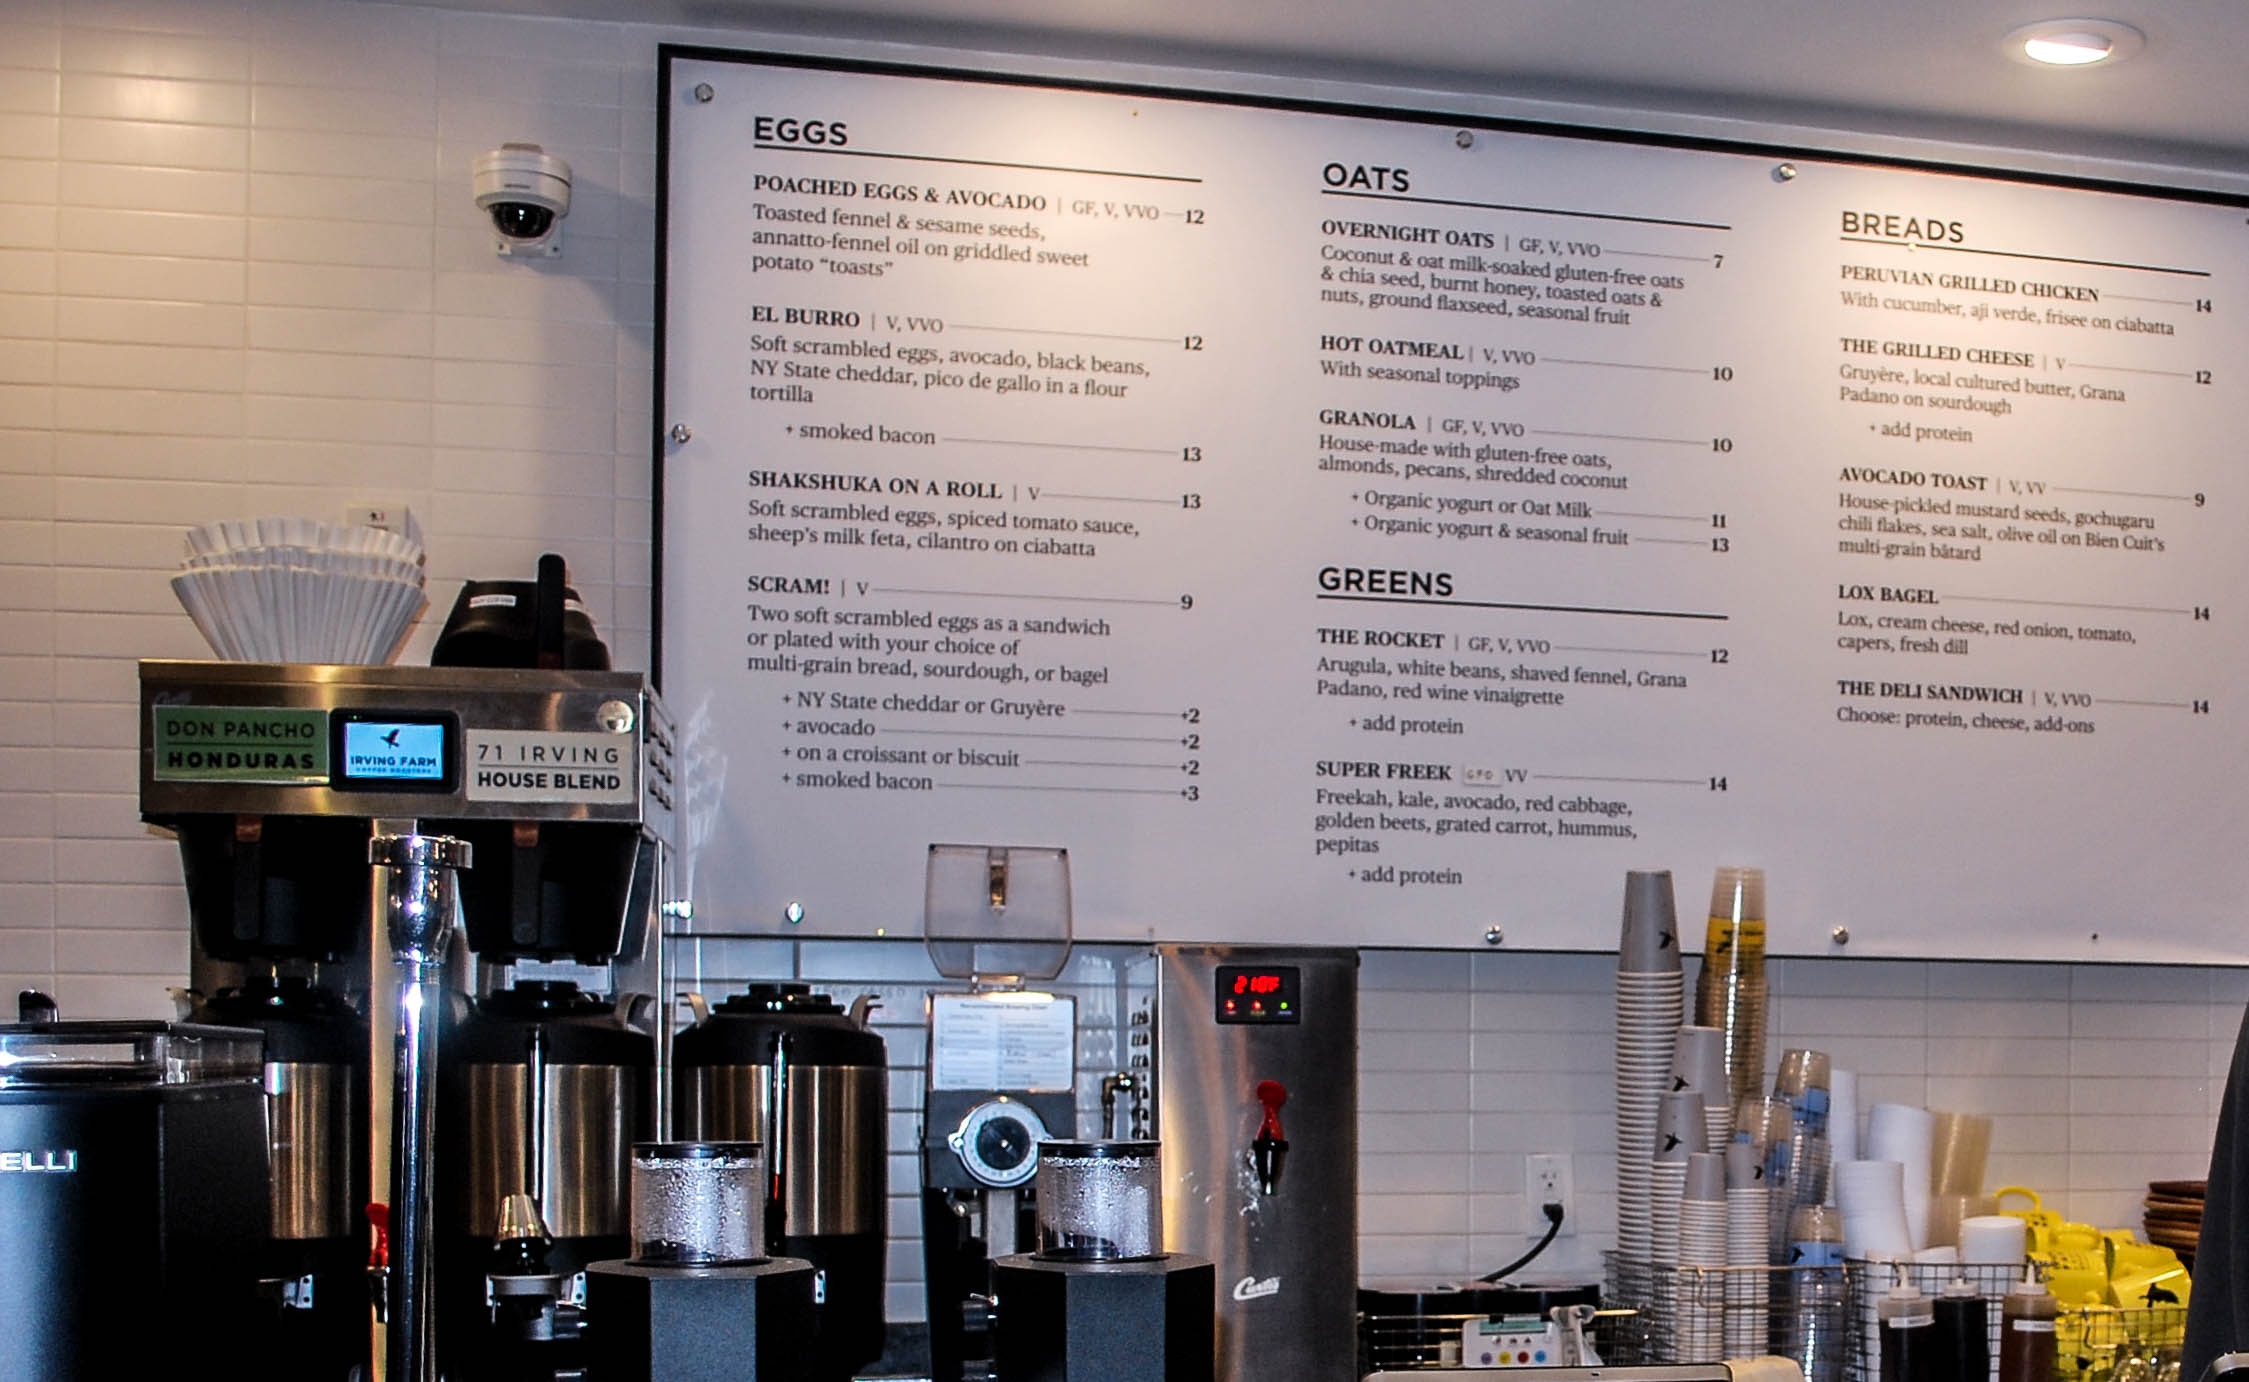 EGGS
POACHED EGGS & AVOCADO | GF, V, VVO 12
Toasted fennel & sesame seeds,
annatto-fennel oil on griddled sweet
potato “toasts”
EL BURRO | V, VVO 12
Soft scrambled eggs, avocado, black beans,
NY State cheddar, pico de gallo in a flour
tortilla
+ smoked bacon 13
SHAKSHUKA ON A ROLL | V 13
Soft scrambled eggs, spiced tomato sauce,
sheep's milk feta, cilantro on ciabatta
SCRAM! | V 9
Two soft scrambled eggs as a sandwich
or plated with your choice of
multi-grain bread, sourdough, or bagel
+ NY State cheddar or Gruyère +2
+ avocado +2
+ on a croissant or biscuit +2
+ smoked bacon +3
OATS
OVERNIGHT OATS | GF, V, VVO 7
Coconut & oat milk-soaked gluten-free oats
& chia seed, burnt honey, toasted oats &
nuts, ground flaxseed, seasonal fruit
HOT OATMEAL | V, VVO 10
With seasonal toppings
GRANOLA | GF, V, VVO 10
House-made with gluten-free oats,
almonds, pecans, shredded coconut
+ Organic yogurt or Oat Milk 11
+ Organic yogurt & seasonal fruit 13
GREENS
THE ROCKET | GF, V, VVO 12
Arugula, white beans, shaved fennel, Grana
Padano, red wine vinaigrette
+ add protein
SUPER FREEK GFO VV 14
Freekah, kale, avocado, red cabbage,
golden beets, grated carrot, hummus,
pepitas
+ add protein
BREADS
PERUVIAN GRILLED CHICKEN 14
With cucumber, aji verde, frisee on ciabatta
THE GRILLED CHEESE | V 12
Gruyère, local cultured butter, Grana
Padano on sourdough
+ add protein
AVOCADO TOAST | V, VV 9
House-pickled mustard seeds, gochugaru
chili flakes, sea salt, olive oil on Bien Cuit's
multi-grain bâtard
LOX BAGEL 14
Lox, cream cheese, red onion, tomato,
capers, fresh dill
THE DELI SANDWICH | V, VVO 14
Choose: protein, cheese, add-ons
DON PANCHO
HONDURAS
IRVING FARM
COFFEE ROASTERS
71 IRVING
HOUSE BLEND
210F
ELLI
Curtis